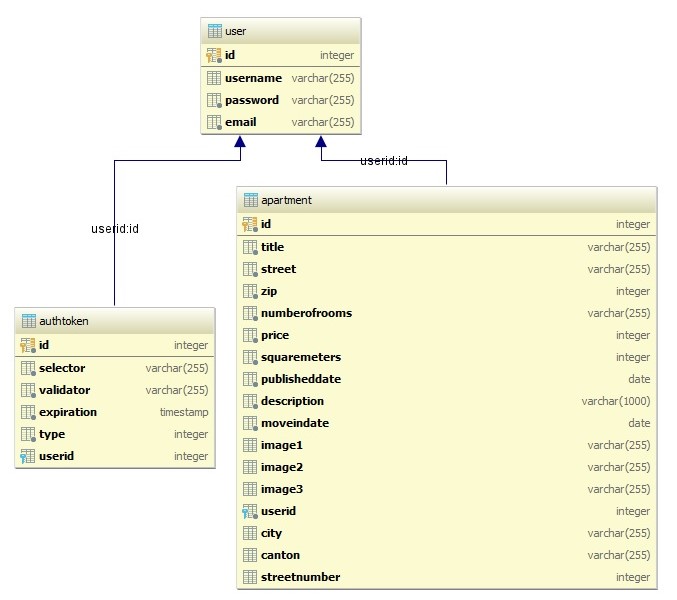 user
id integer
username varchar(255)
password varchar(255)
email varchar(255)
userid:id
userid:id
apartment
id integer
title varchar(255)
street varchar(255)
zip integer
numberofrooms varchar(255)
price integer
squaremeters integer
publisheddate date
description varchar(1000)
moveindate date
image1 varchar(255)
image2 varchar(255)
image3 varchar(255)
userid integer
city varchar(255)
canton varchar(255)
streetnumber integer
authtoken
id integer
selector varchar(255)
validator varchar(255)
expiration timestamp
type integer
userid integer